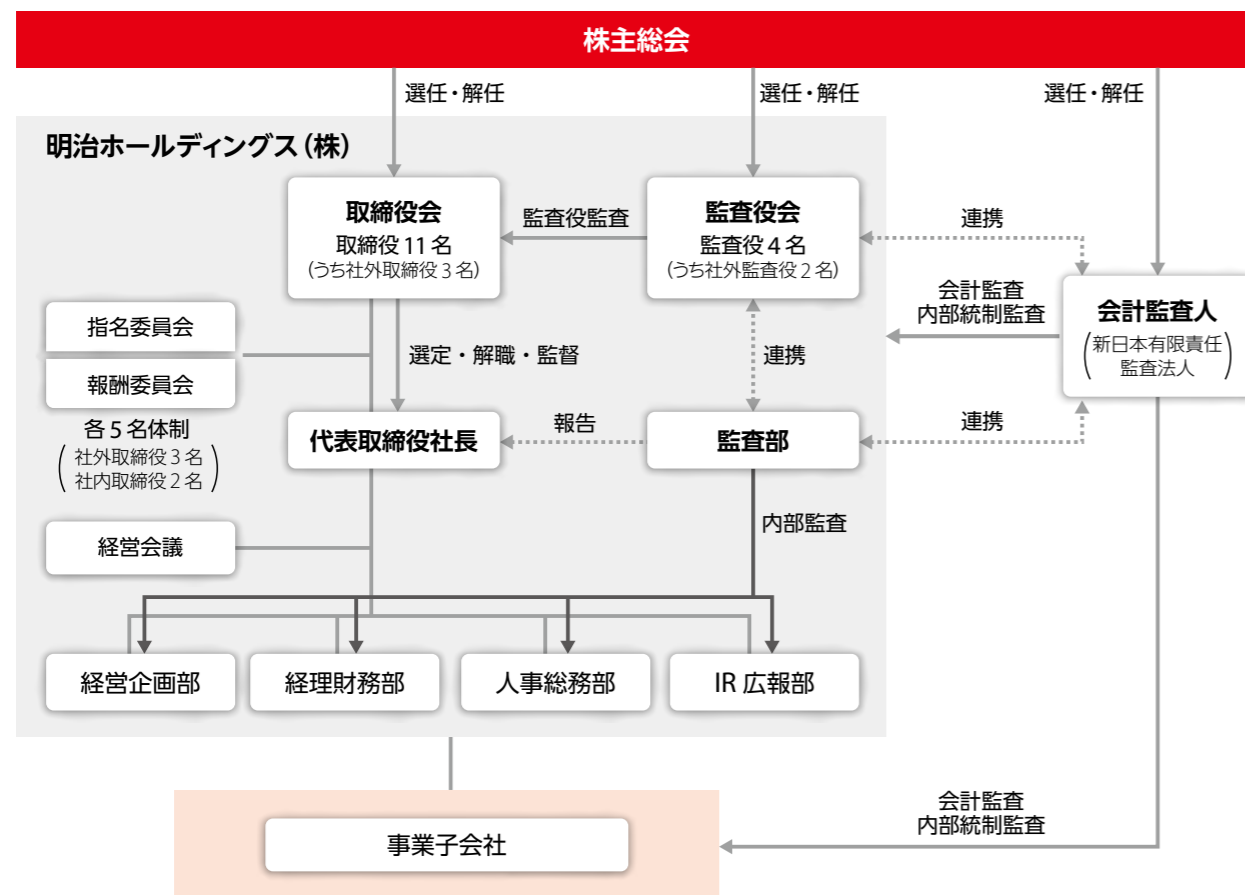 株主総会
選任・解任
選任・解任
選任・解任
明治ホールディングス(株)
取締役会
取締役11名
(うち社外取締役3名)
監査役監査
監査役会
監査役4名
(うち社外監査役2名)
連携
会計監査
内部統制監査
会計監査人
(新日本有限責任
監査法人)
指名委員会
報酬委員会
各5名体制
(社外取締役3名
社内取締役2名)
選定・解職・監督
連携
代表取締役社長
報告
監査部
連携
内部監査
経営会議
経営企画部
経理財務部
人事総務部
IR広報部
会計監査
内部統制監査
事業子会社